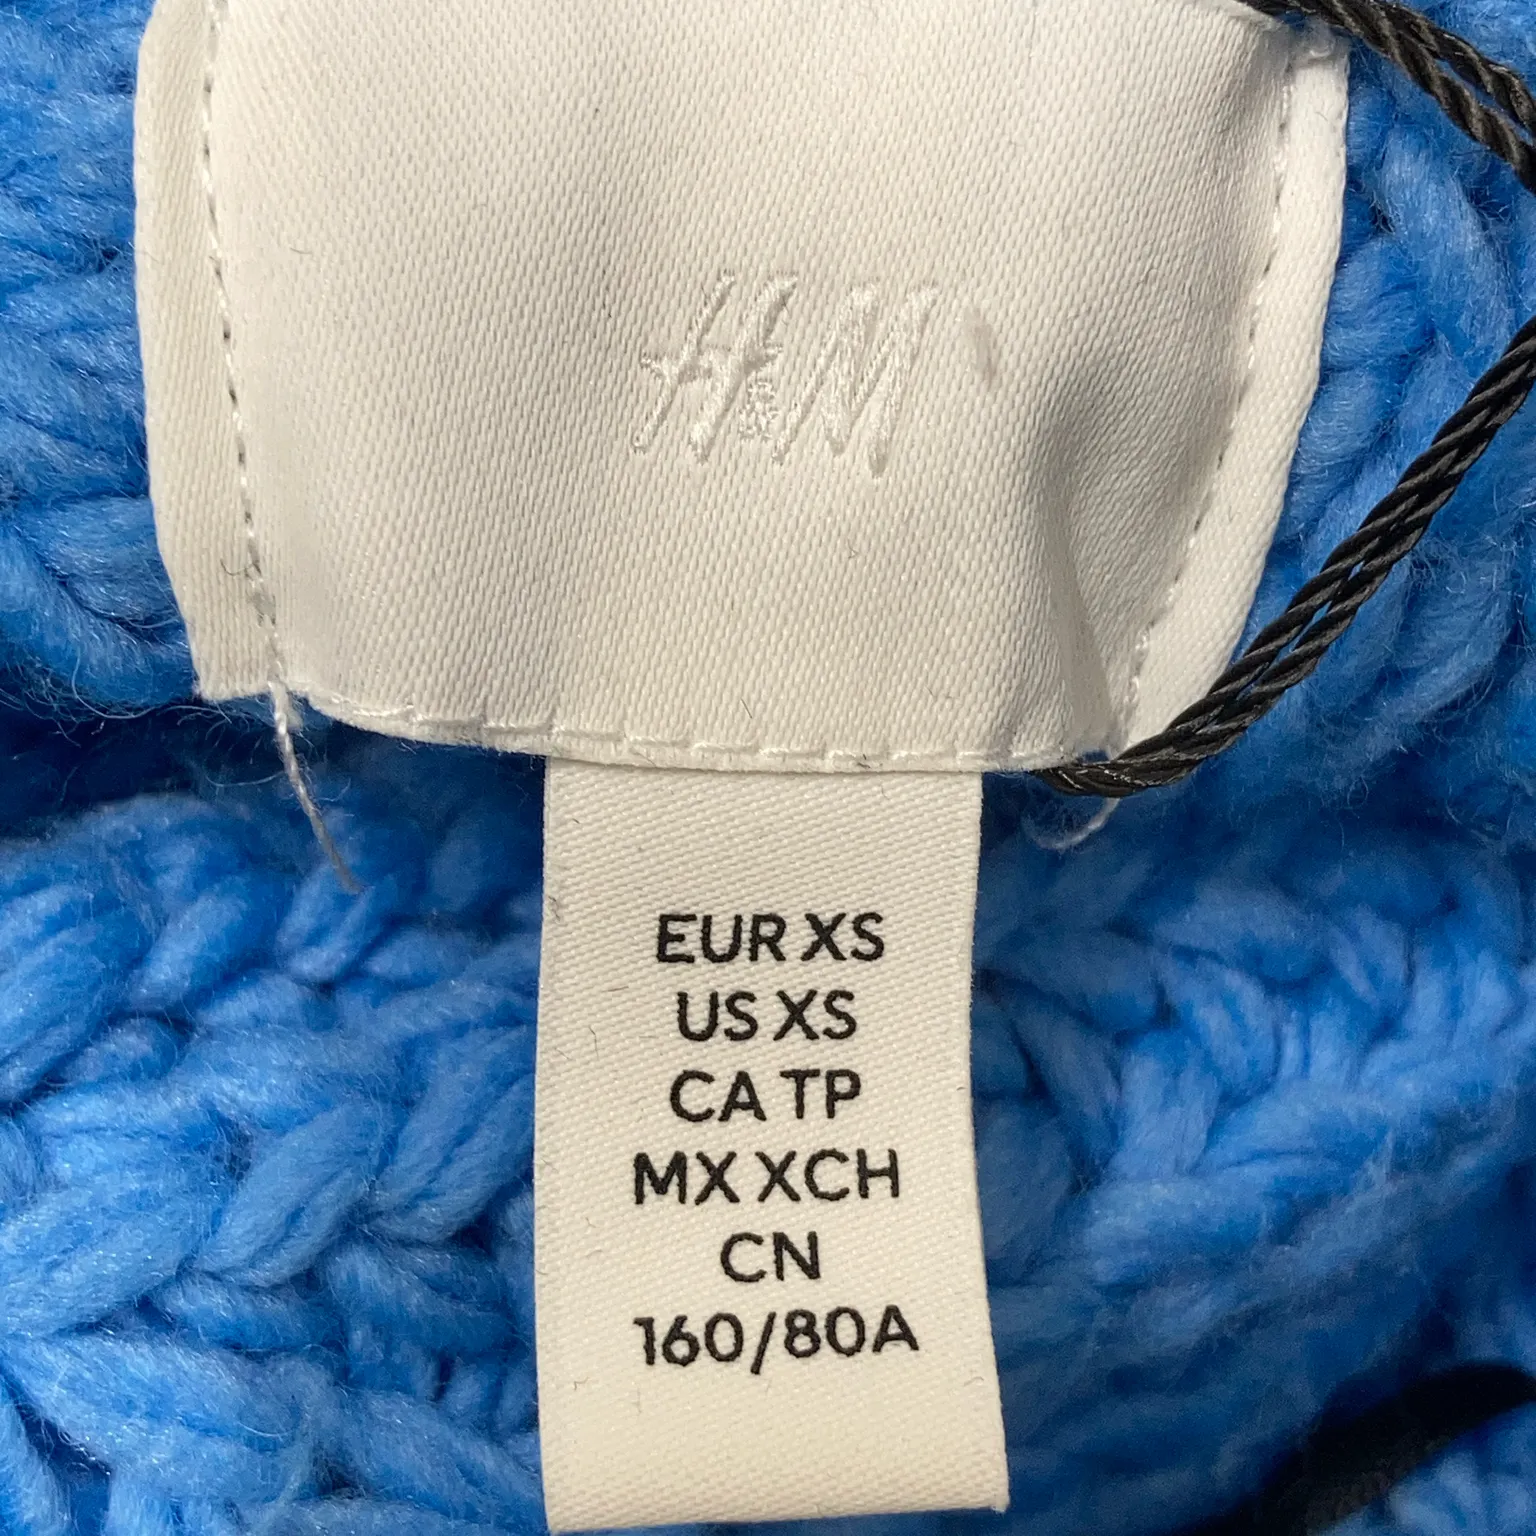 H&M
EUR XS
US XS
CA TP
MX XCH
CN
160/80A